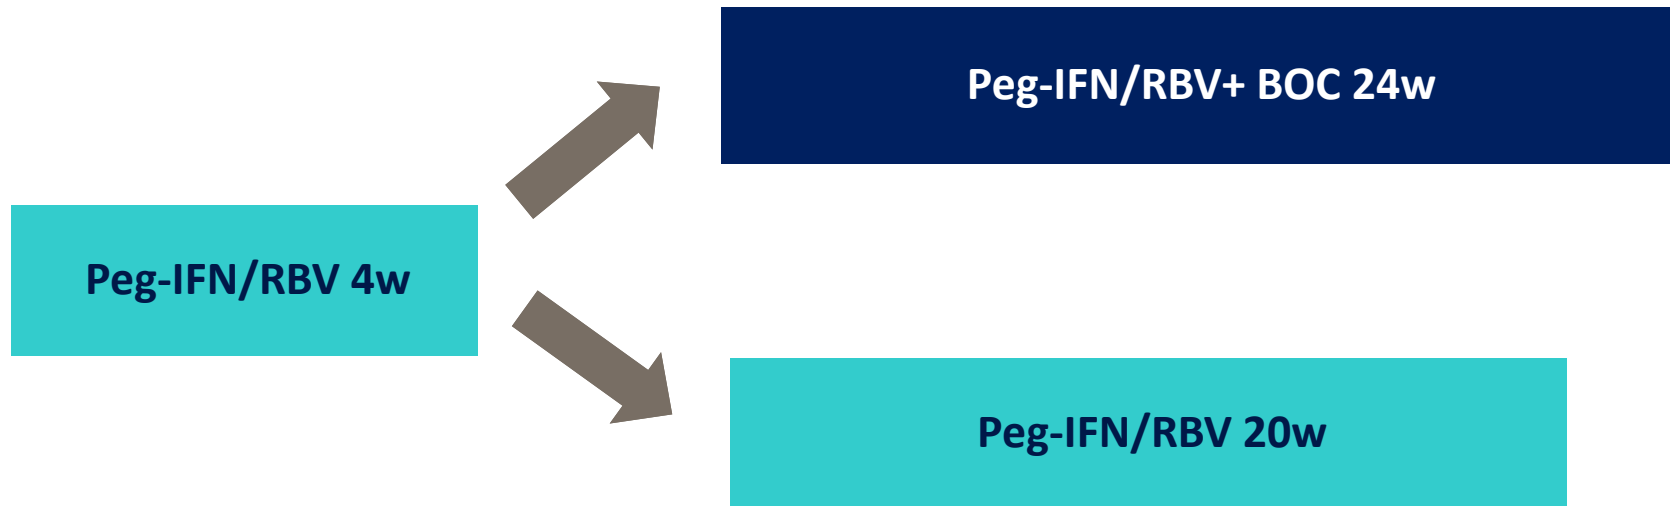 Peg-IFN/RBV+ BOC 24w
Peg-IFN/RBV 4w
Peg-IFN/RBV 20w